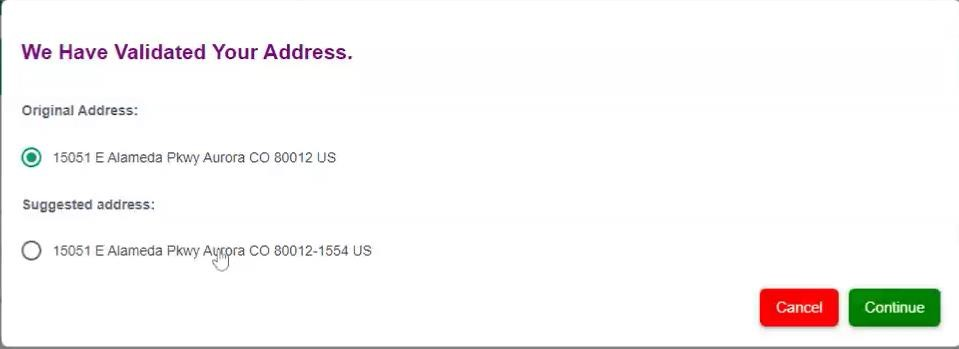 We Have Validated Your Address.
Original Address:
15051 E Alameda Pkwy Aurora CO 80012 US
Suggested address:
15051 E Alameda Pkwy Aurora CO 80012-1554 US
Cancel Continue